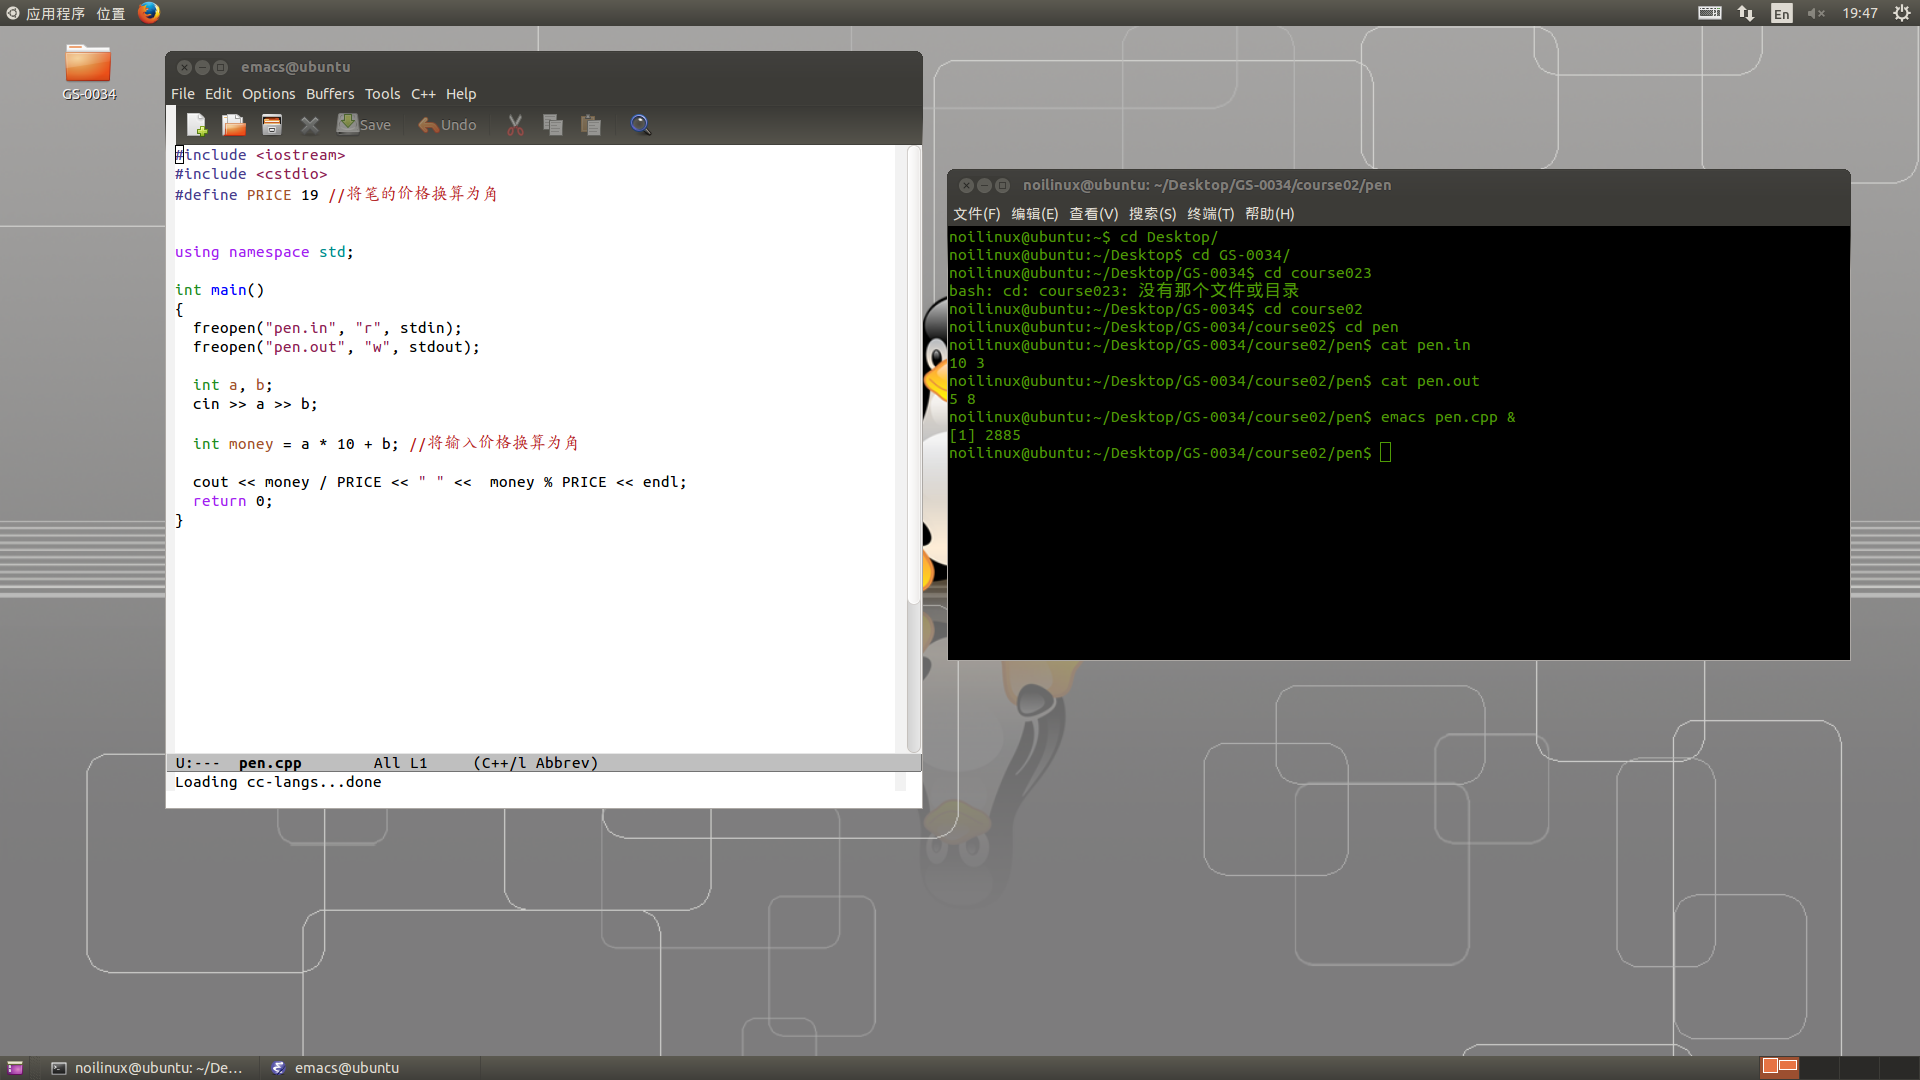 应用程序 位置
En
19:47
GS-0034
emacs@ubuntu
File Edit Options Buffers Tools C++ Help
Save Undo
#include <iostream>
#include <cstdio>
#define PRICE 19 //将笔的价格换算为角
using namespace std;
int main()
{
freopen("pen.in", "r", stdin);
freopen("pen.out", "w", stdout);
int a, b;
cin >> a >> b;
int money = a * 10 + b; //将输入价格换算为角
cout << money / PRICE << " " <<  money % PRICE << endl;
return 0;
}
U:---  pen.cpp        All L1     (C++/l Abbrev)
Loading cc-langs...done
noilinux@ubuntu: ~/Desktop/GS-0034/course02/pen
文件(F) 编辑(E) 查看(V) 搜索(S) 终端(T) 帮助(H)
noilinux@ubuntu:~$ cd Desktop/
noilinux@ubuntu:~/Desktop$ cd GS-0034/
noilinux@ubuntu:~/Desktop/GS-0034$ cd course023
bash: cd: course023: 没有那个文件或目录
noilinux@ubuntu:~/Desktop/GS-0034$ cd course02
noilinux@ubuntu:~/Desktop/GS-0034/course02$ cd pen
noilinux@ubuntu:~/Desktop/GS-0034/course02/pen$ cat pen.in
10 3
noilinux@ubuntu:~/Desktop/GS-0034/course02/pen$ cat pen.out
5 8
noilinux@ubuntu:~/Desktop/GS-0034/course02/pen$ emacs pen.cpp &
[1] 2885
noilinux@ubuntu:~/Desktop/GS-0034/course02/pen$
noilinux@ubuntu: ~/De...
emacs@ubuntu